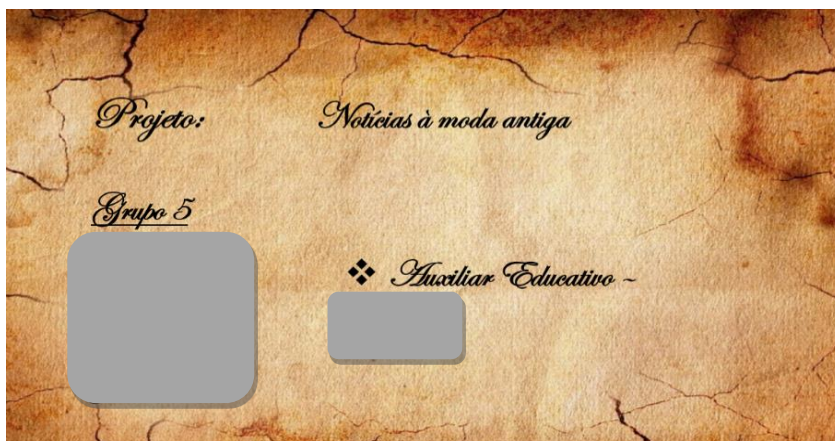 Projeto: Notícias à moda antiga
Grupo 5
❖ Auxiliar Educativo ~